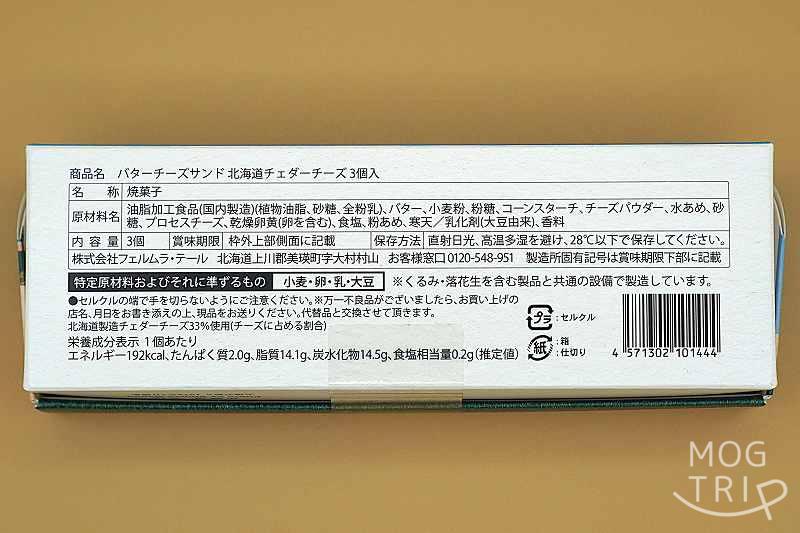 商品名 バターチーズサンド 北海道チェダーチーズ 3個入
名 称 焼菓子
原材料名 油脂加工食品(国内製造)(植物油脂、砂糖、全粉乳)、バター、小麦粉、粉糖、コーンスターチ、チーズパウダー、水あめ、砂
糖、プロセスチーズ、乾燥卵黄(卵を含む)、食塩、粉あめ、寒天／乳化剤(大豆由来)、香料
内 容 量 3個 賞味期限 枠外上部側面に記載 保存方法 直射日光、高温多湿を避け、28℃以下で保存してください。
株式会社フェルムラ・テール 北海道上川郡美瑛町字大村村山 お客様窓口 0120-548-951 製造所固有記号は賞味期限下部に記載
特定原材料およびそれに準ずるもの 小麦・卵・乳・大豆 ※くるみ・落花生を含む製品と共通の設備で製造しています。
●セルクルの端で手を切らないようにご注意ください。※万一不良品がございましたら、お買い上げの
店名、月日をお書き添えの上、現品をお送りください。代替品と交換させて頂きます。
北海道製造チェダーチーズ33%使用(チーズに占める割合)
栄養成分表示 1個あたり
エネルギー192kcal、たんぱく質2.0g、脂質14.1g、炭水化物14.5g、食塩相当量0.2g(推定値)
プラ :セルクル
紙 :箱
:仕切り
4 571302 101444
MOG
TRIP